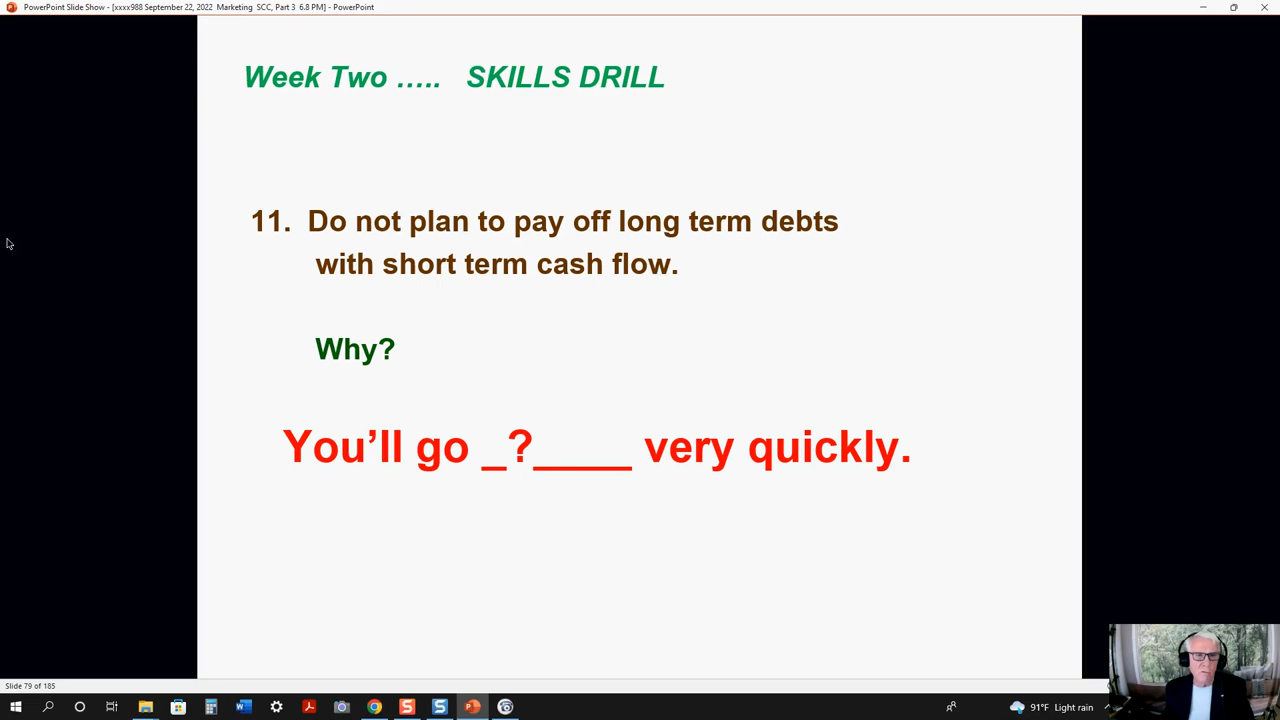 PowerPoint Slide Show - [xxxx988 September 22, 2022 Marketing SCC, Part 3 6.8 PM] - PowerPoint
Week Two ….. SKILLS DRILL
11. Do not plan to pay off long term debts
with short term cash flow.
Why?
You’ll go _?____ very quickly.
Slide 79 of 185
91°F Light rain